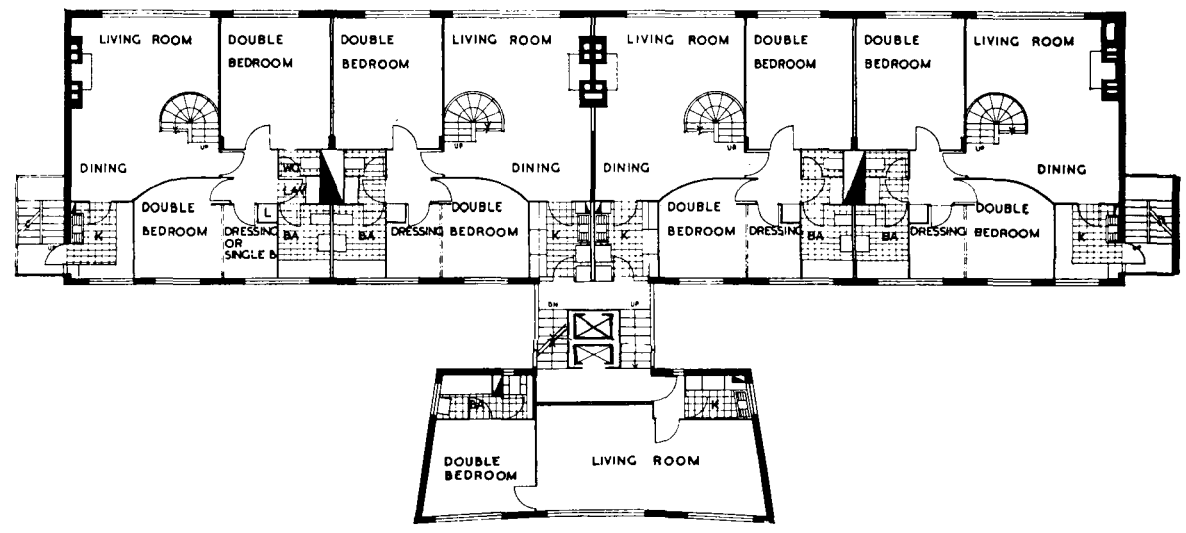 LIVING ROOM
DOUBLE
BEDROOM
DOUBLE
BEDROOM
LIVING ROOM
LIVING ROOM
DOUBLE
BEDROOM
DOUBLE
BEDROOM
LIVING ROOM
UP
UP
UP
UP
DINING
WC
LAV
DINING
DINING
DINING
DOUBLE
BEDROOM
L
DRESSING
OR
SINGLE B
BA
BA
DRESSING
DOUBLE
BEDROOM
K
K
K
DOUBLE
BEDROOM
DRESSING
BA
BA
DRESSING
DOUBLE
BEDROOM
K
UP
DN
UP
BA
K
DOUBLE
BEDROOM
LIVING ROOM